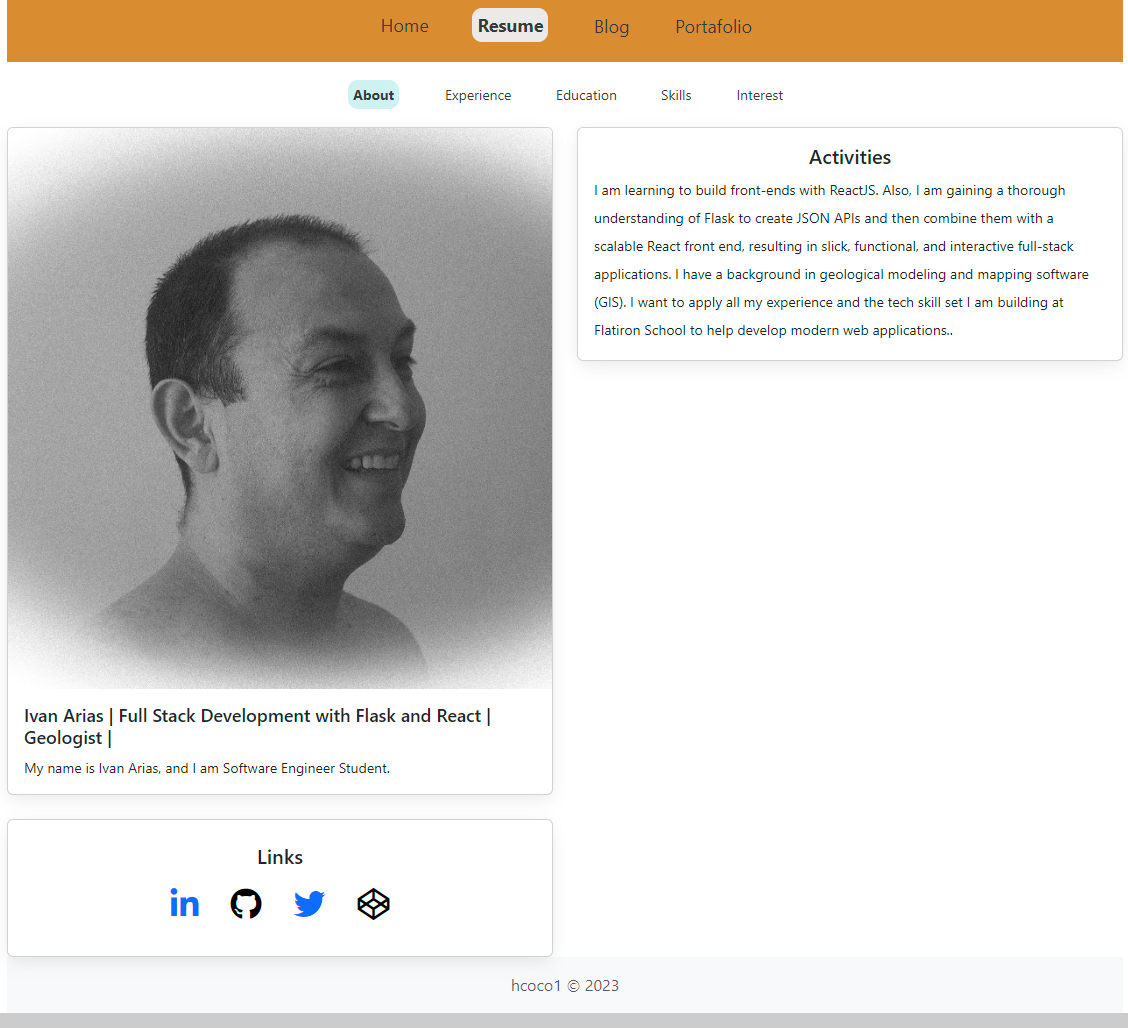 Home Resume Blog Portafolio
About Experience Education Skills Interest
Ivan Arias | Full Stack Development with Flask and React |
Geologist |
My name is Ivan Arias, and I am Software Engineer Student.
Links
in
Activities
I am learning to build front-ends with ReactJS. Also, I am gaining a thorough
understanding of Flask to create JSON APIs and then combine them with a
scalable React front end, resulting in slick, functional, and interactive full-stack
applications. I have a background in geological modeling and mapping software
(GIS). I want to apply all my experience and the tech skill set I am building at
Flatiron School to help develop modern web applications..
hcoco1 © 2023